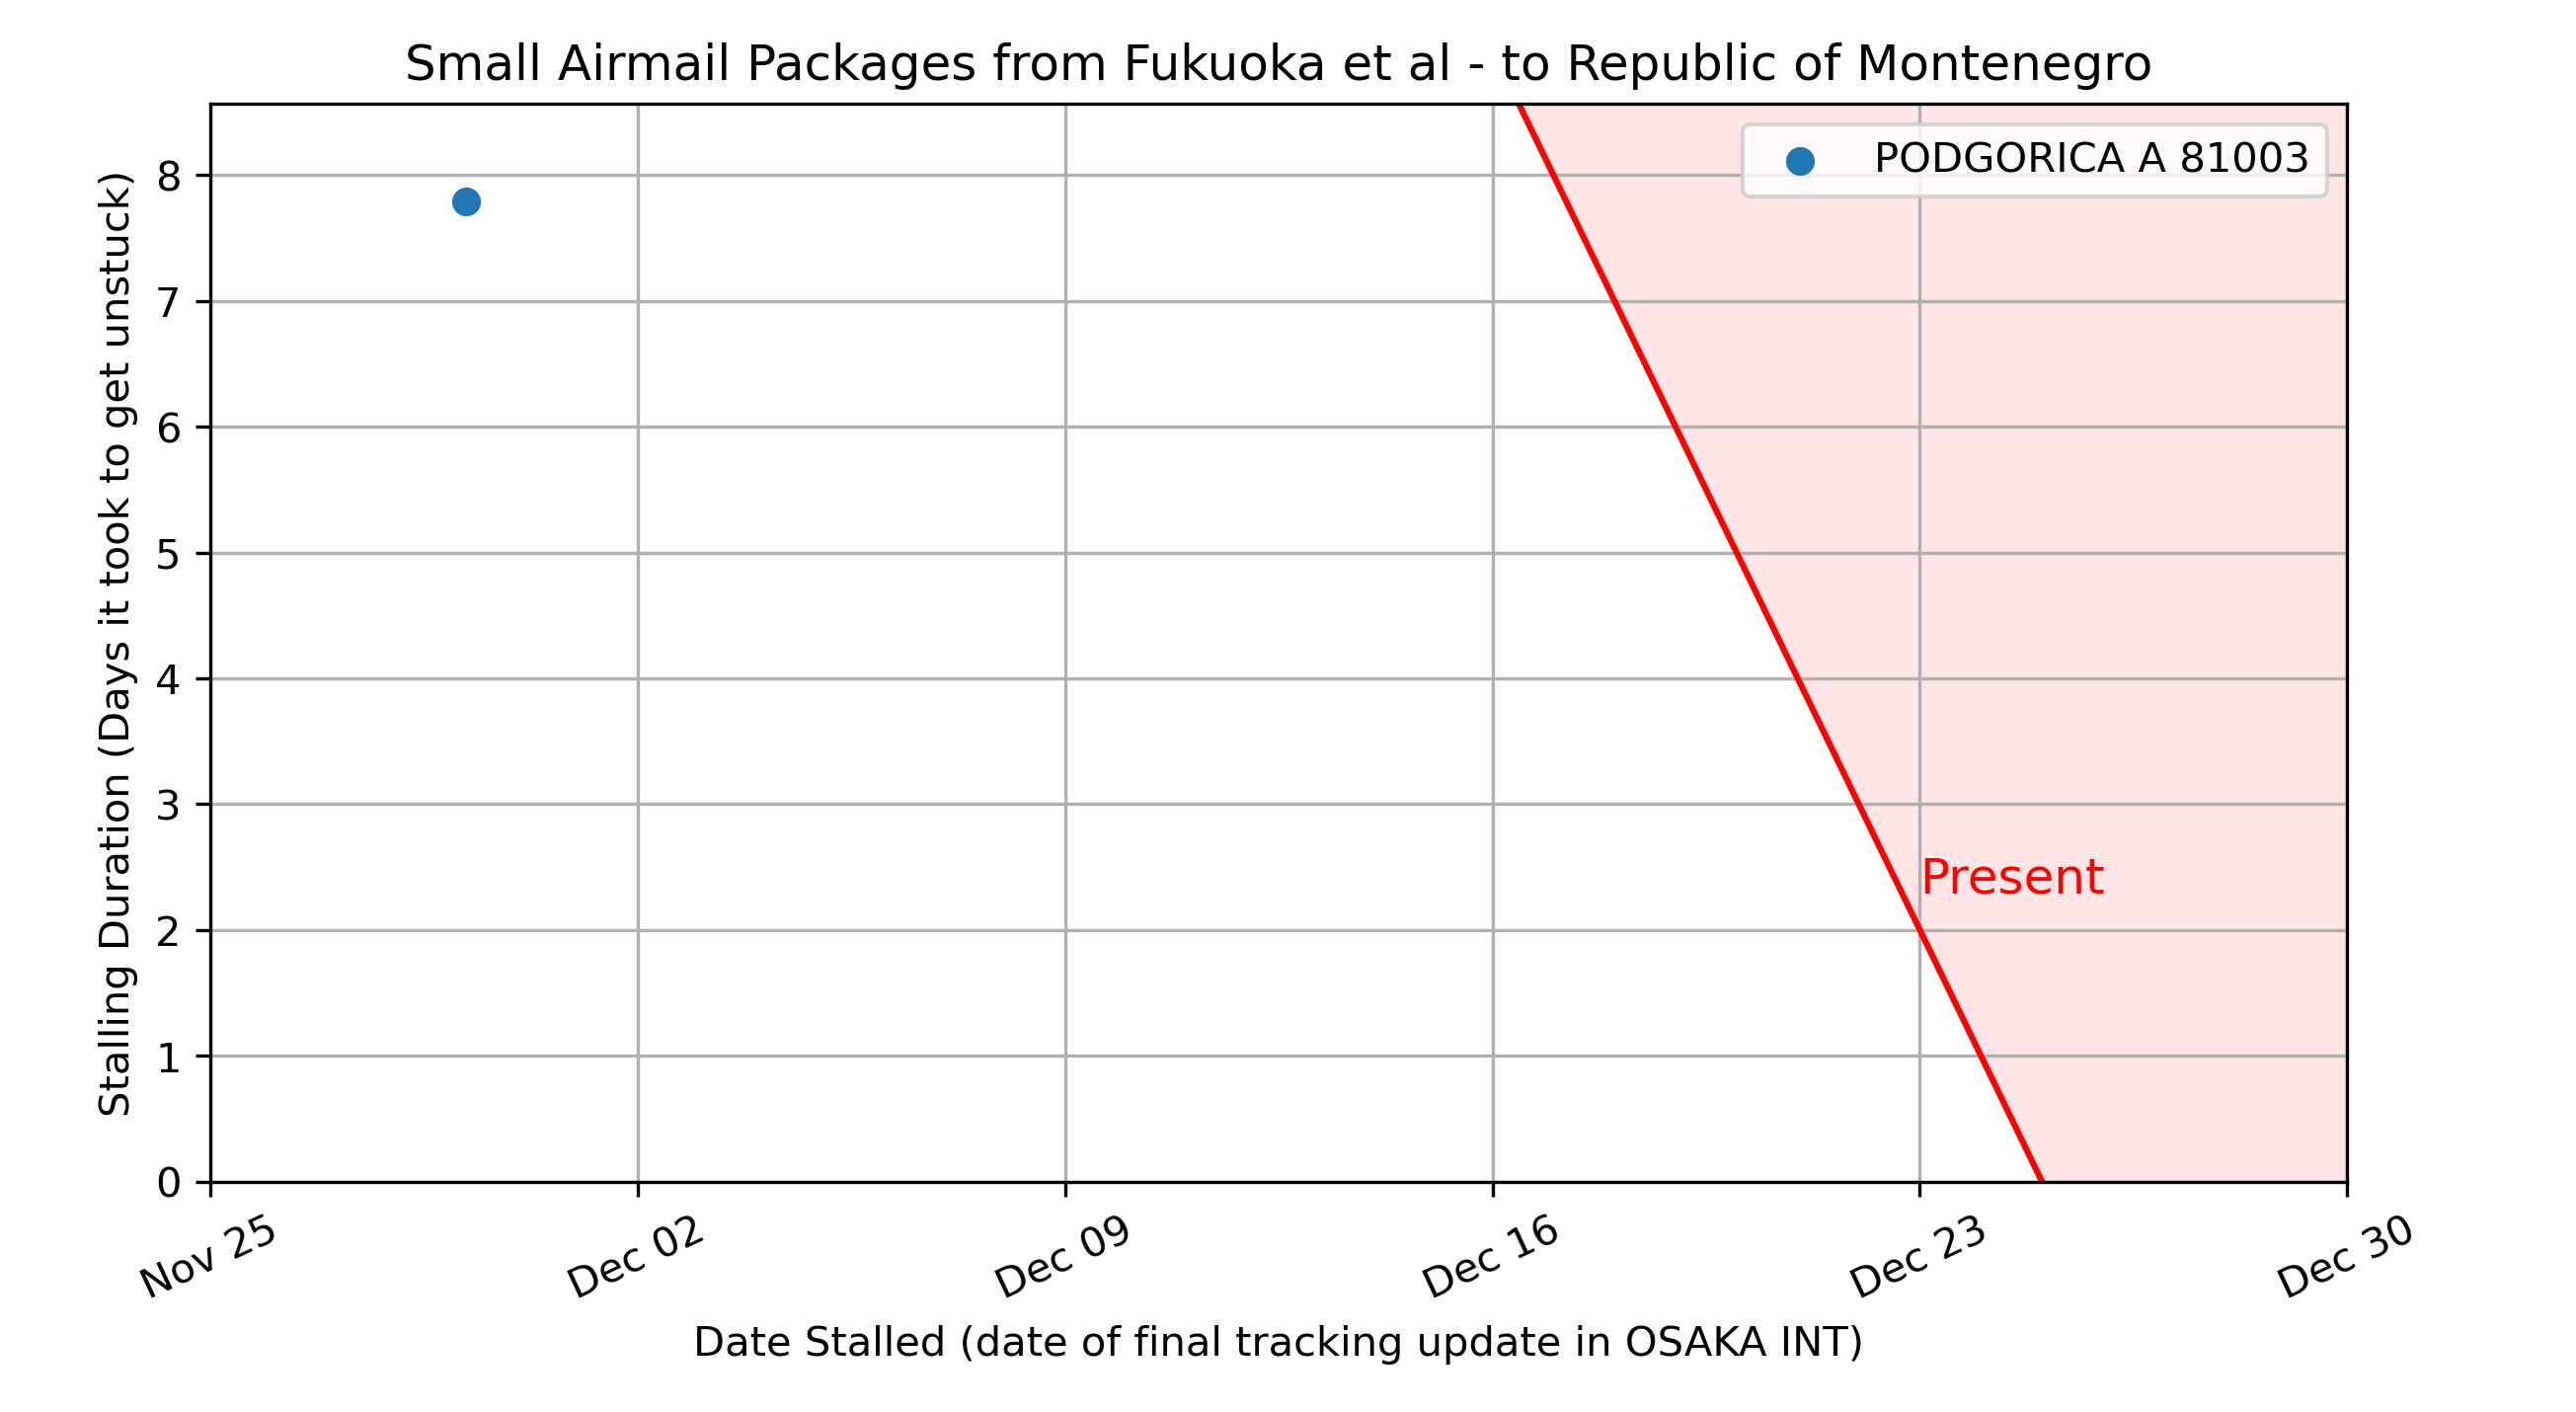 Small Airmail Packages from Fukuoka et al - to Republic of Montenegro
PODGORICA A 81003
Stalling Duration (Days it took to get unstuck)
8
7
6
5
4
3
2
1
0
Present
Nov 25
Dec 02
Dec 09
Dec 16
Dec 23
Dec 30
Date Stalled (date of final tracking update in OSAKA INT)